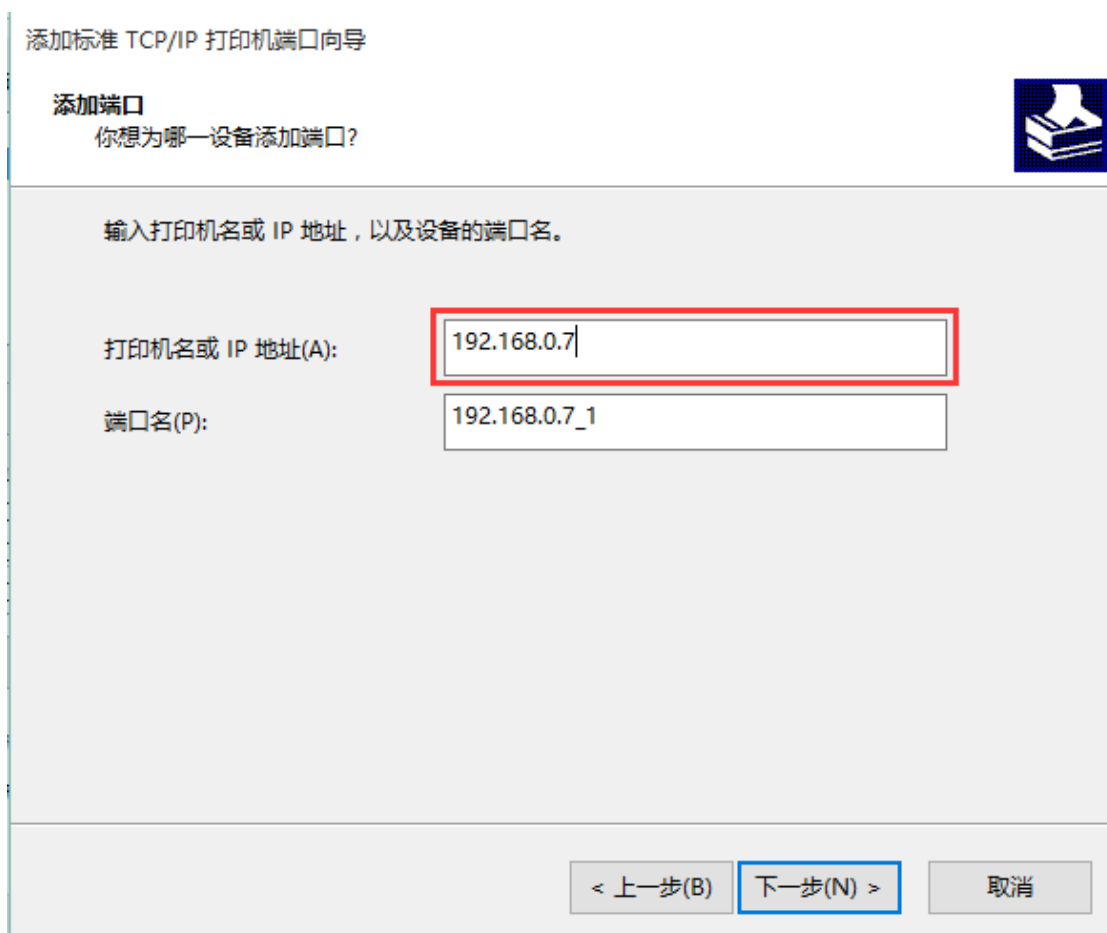 添加标准 TCP/IP 打印机端口向导
添加端口
你想为哪一设备添加端口?
输入打印机名或 IP 地址，以及设备的端口名。
打印机名或 IP 地址(A):
192.168.0.7
端口名(P):
192.168.0.7_1
< 上一步(B)
下一步(N) >
取消